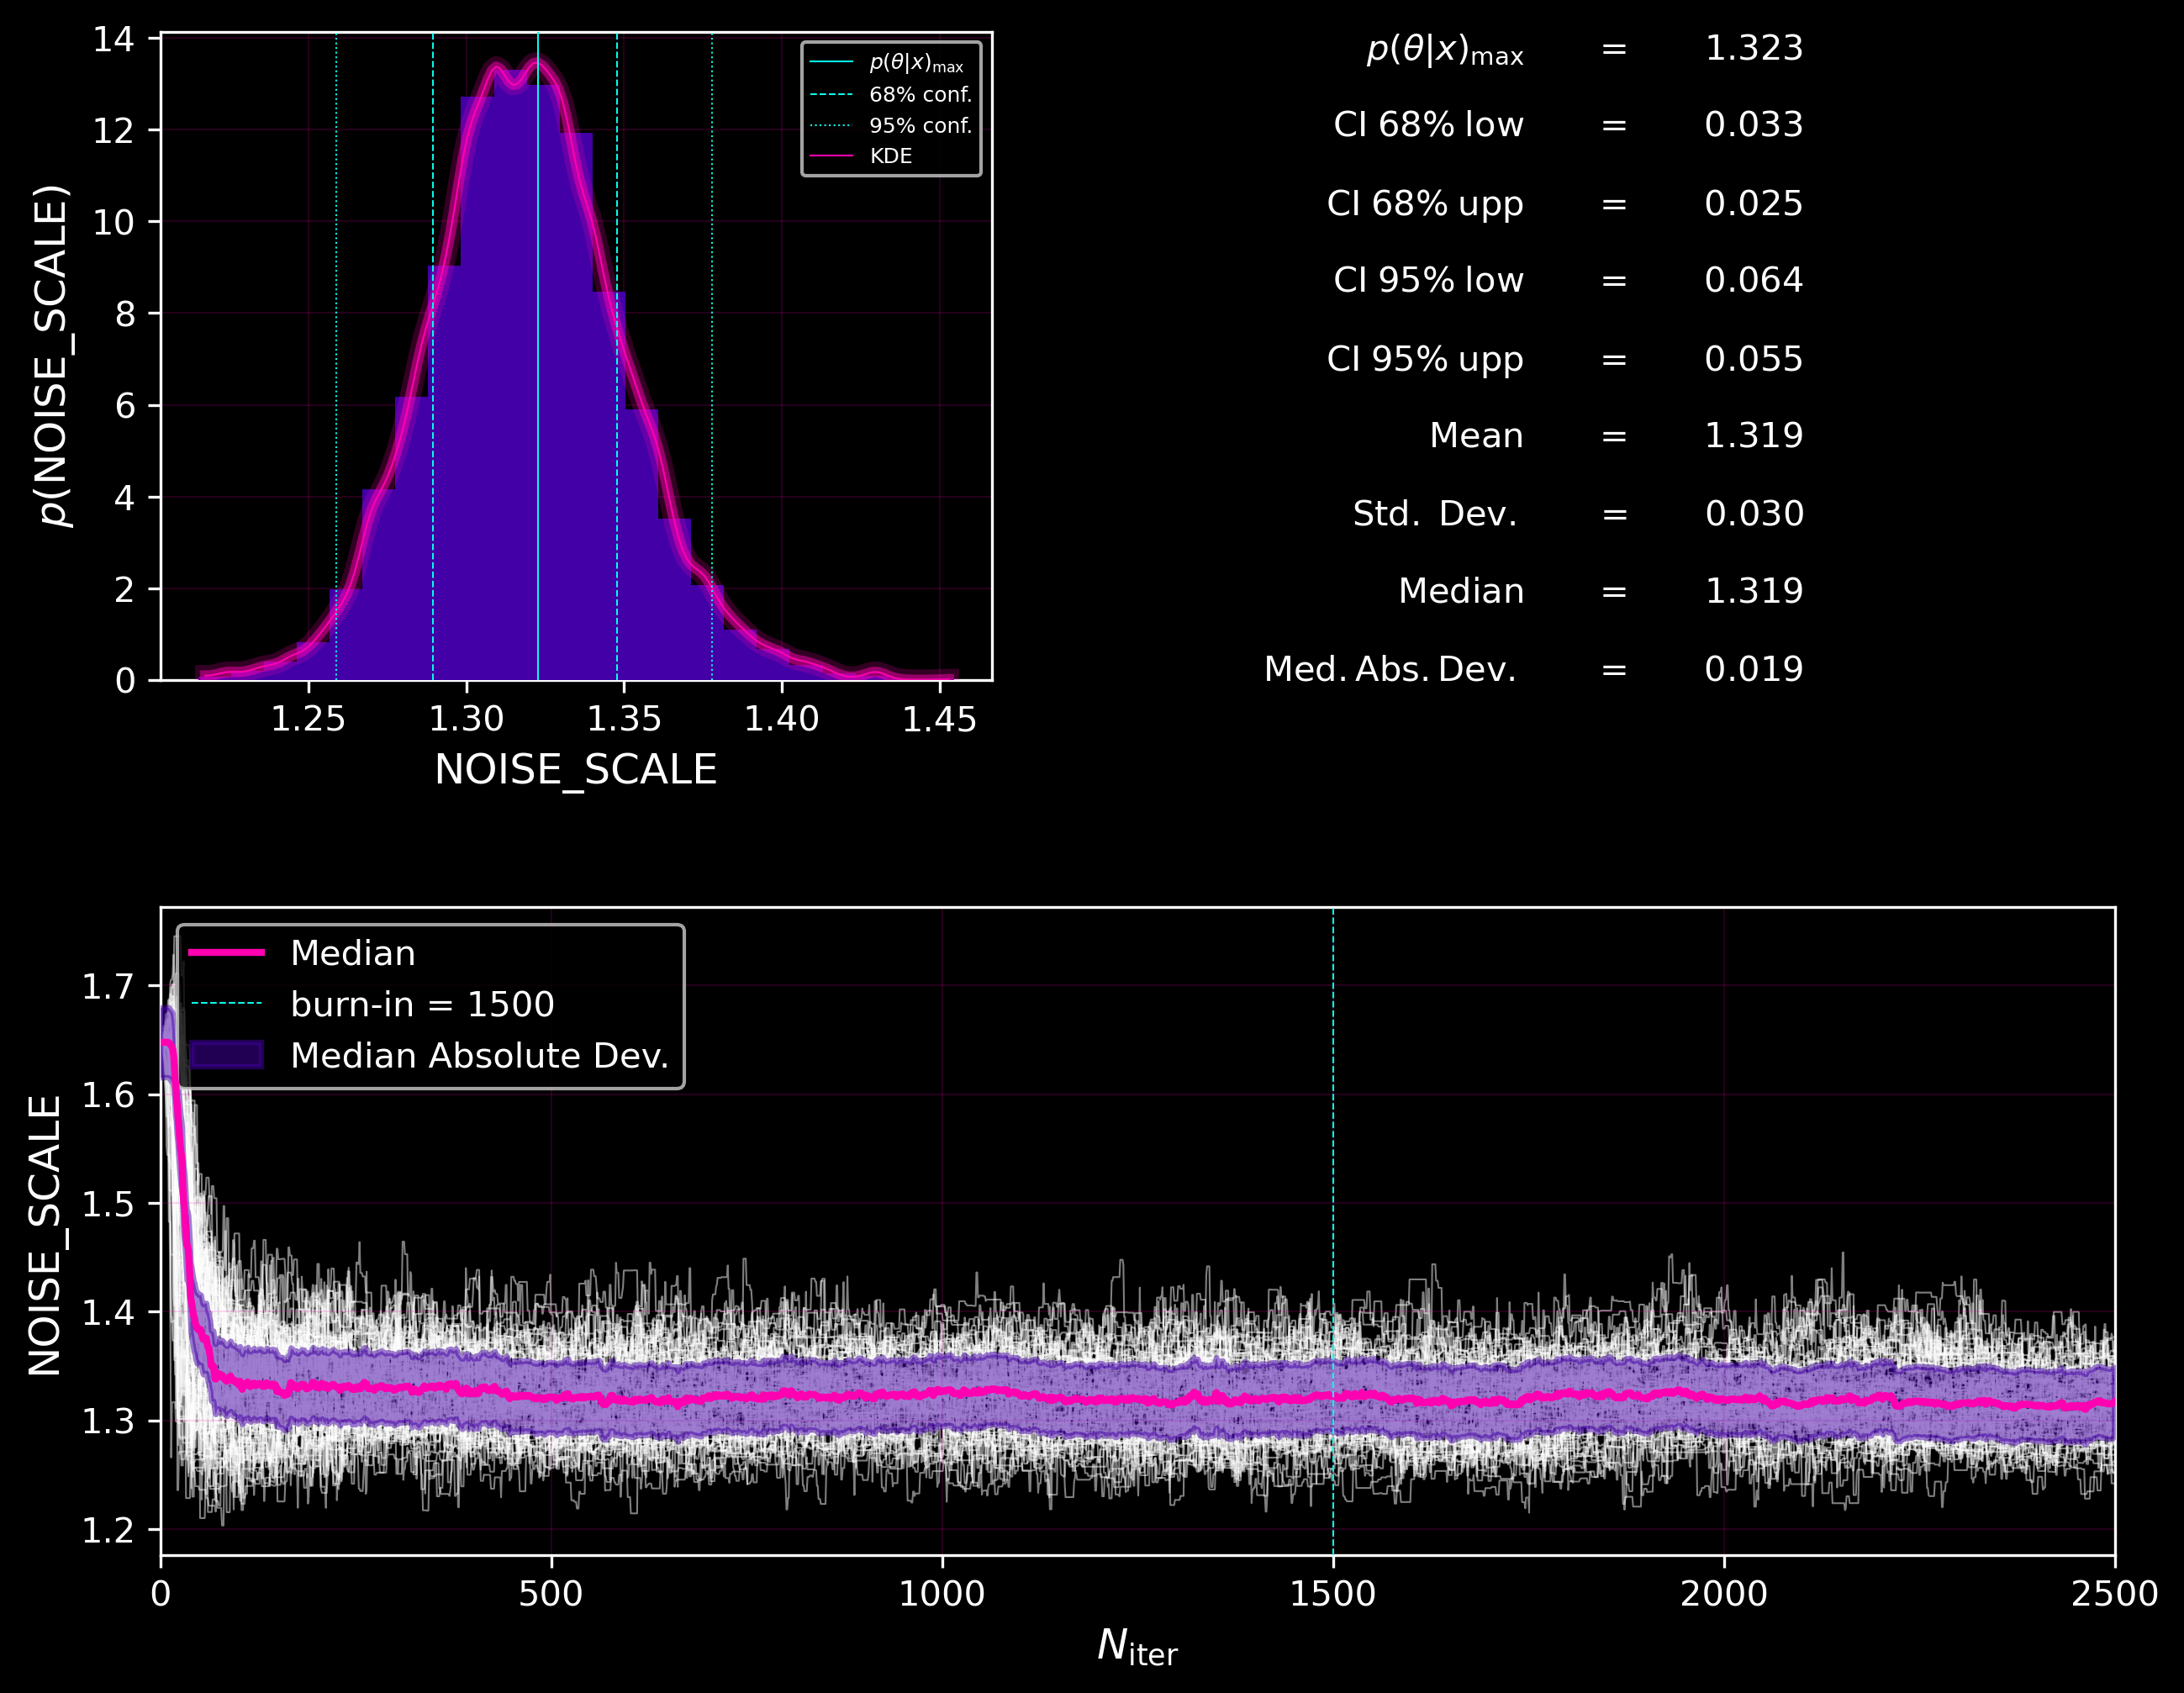 14
12
10
8
6
4
2
0
p(NOISE_SCALE)
1.25 1.30 1.35 1.40 1.45
NOISE_SCALE
p(θ|x)max
68% conf.
95% conf.
KDE
p(θ|x)max = 1.323
CI 68% low = 0.033
CI 68% upp = 0.025
CI 95% low = 0.064
CI 95% upp = 0.055
Mean = 1.319
Std. Dev. = 0.030
Median = 1.319
Med. Abs. Dev. = 0.019
1.7
1.6
1.5
1.4
1.3
1.2
NOISE_SCALE
Median
burn-in = 1500
Median Absolute Dev.
0 500 1000 1500 2000 2500
Niter